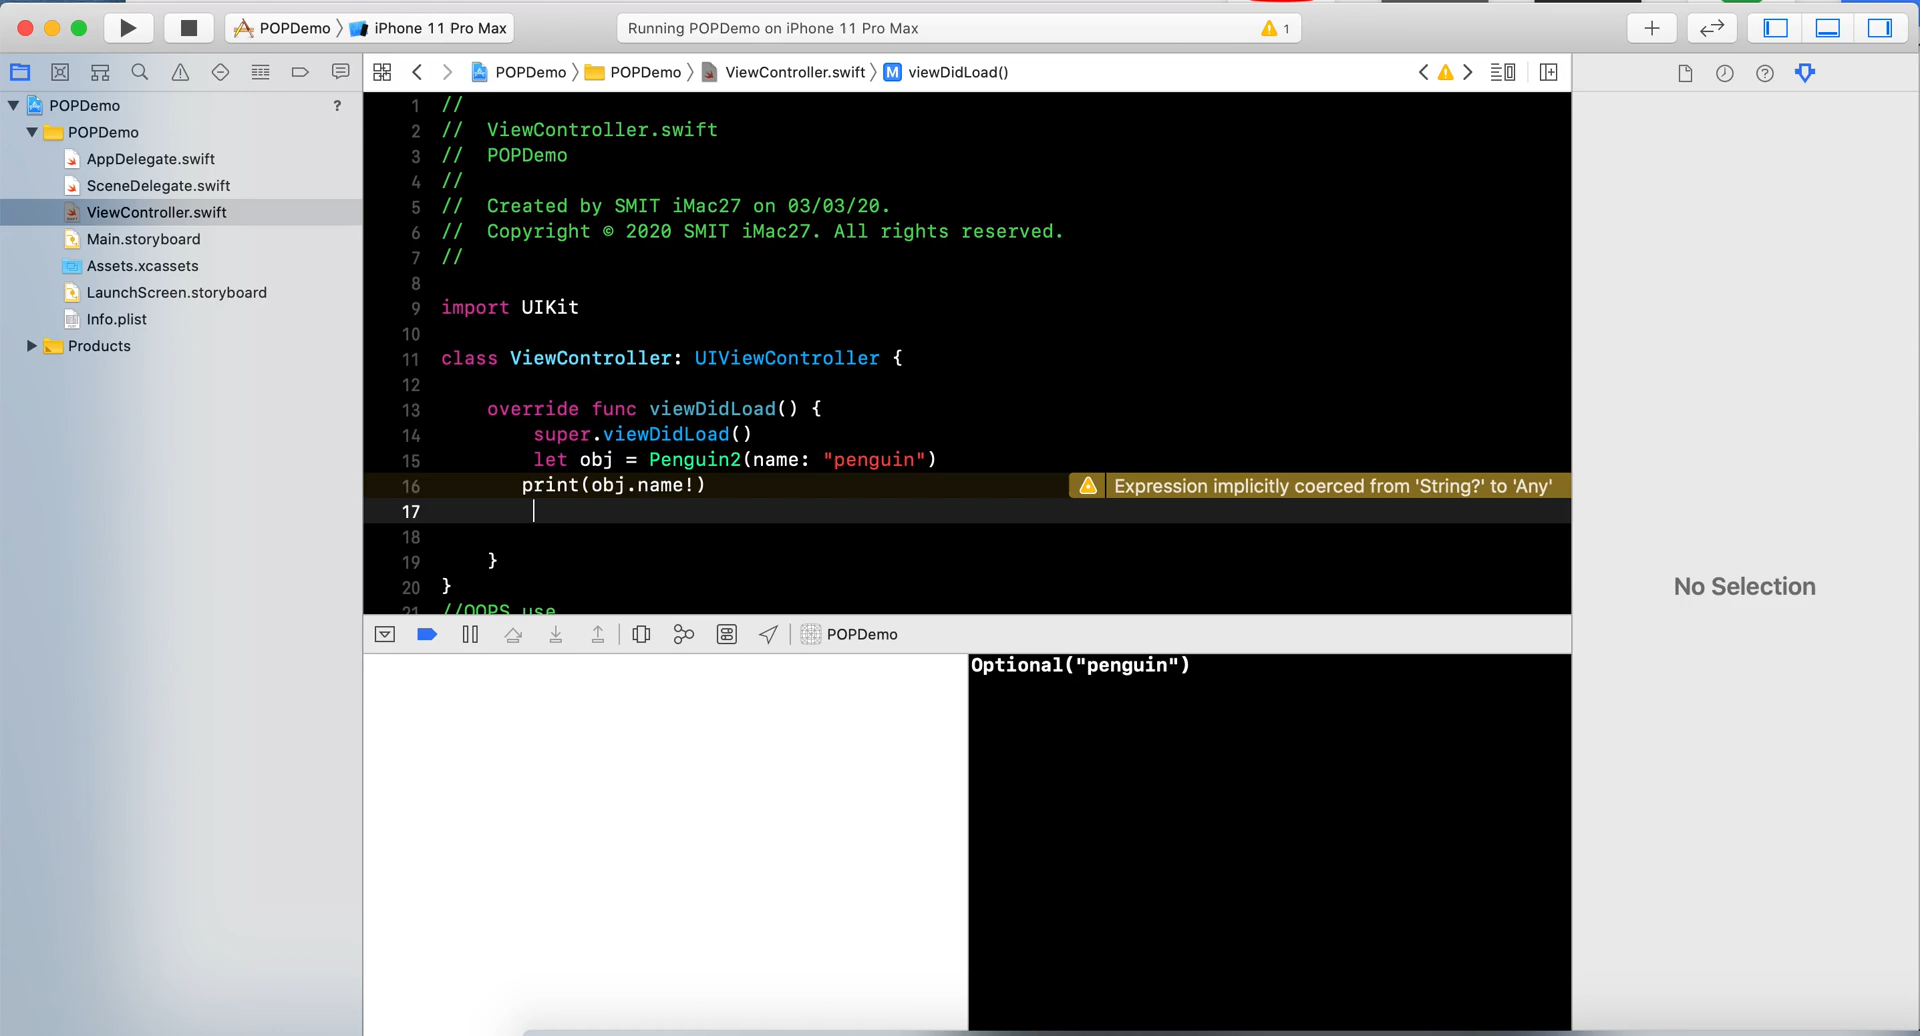 POPDemo 〉 iPhone 11 Pro Max
Running POPDemo on iPhone 11 Pro Max
1
POPDemo 〉 POPDemo 〉 ViewController.swift 〉 M viewDidLoad()
POPDemo ?
POPDemo
AppDelegate.swift
SceneDelegate.swift
ViewController.swift
Main.storyboard
Assets.xcassets
LaunchScreen.storyboard
Info.plist
Products
1 //
2 //  ViewController.swift
3 //  POPDemo
4 //
5 //  Created by SMIT iMac27 on 03/03/20.
6 //  Copyright © 2020 SMIT iMac27. All rights reserved.
7 //
8
9 import UIKit
10
11 class ViewController: UIViewController {
12
13     override func viewDidLoad() {
14         super.viewDidLoad()
15         let obj = Penguin2(name: "penguin")
16        print(obj.name!) Expression implicitly coerced from 'String?' to 'Any'
17
18
19     }
20 }
21 //OOPS use
POPDemo
Optional("penguin")
No Selection